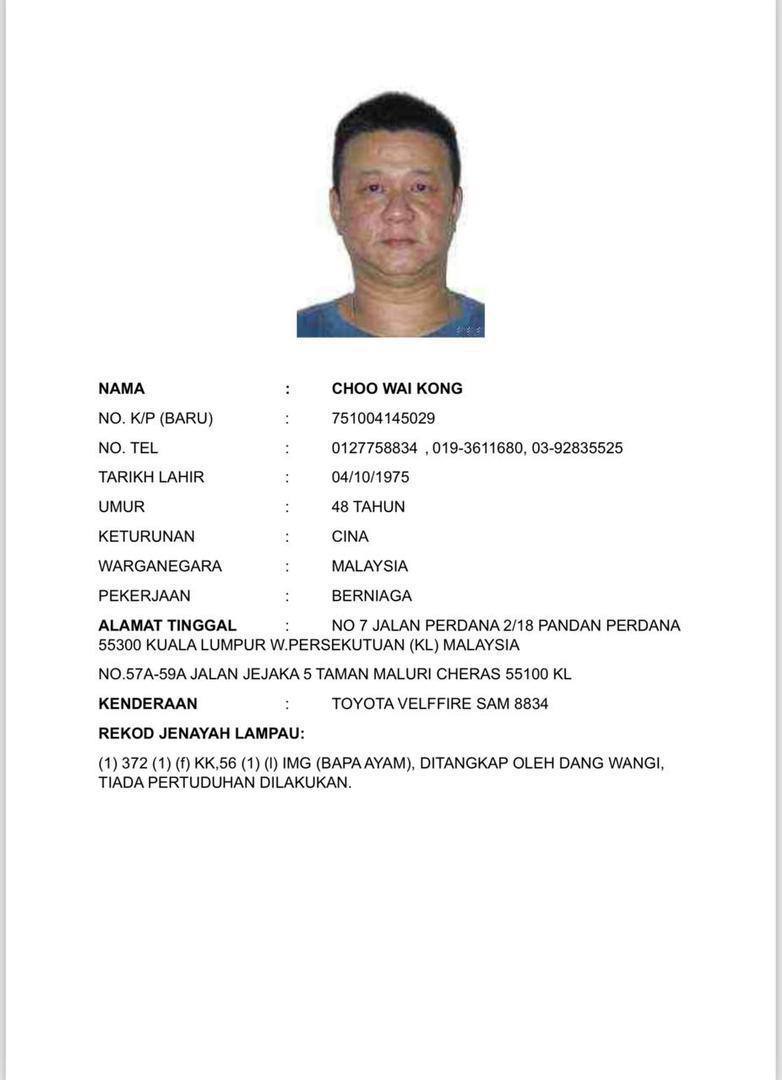 NAMA : CHOO WAI KONG
NO. K/P (BARU) : 751004145029
NO. TEL : 0127758834 , 019-3611680, 03-92835525
TARIKH LAHIR : 04/10/1975
UMUR : 48 TAHUN
KETURUNAN : CINA
WARGANEGARA : MALAYSIA
PEKERJAAN : BERNIAGA
ALAMAT TINGGAL : NO 7 JALAN PERDANA 2/18 PANDAN PERDANA
55300 KUALA LUMPUR W.PERSEKUTUAN (KL) MALAYSIA
NO.57A-59A JALAN JEJAKA 5 TAMAN MALURI CHERAS 55100 KL
KENDERAAN : TOYOTA VELFFIRE SAM 8834
REKOD JENAYAH LAMPAU:
(1) 372 (1) (f) KK,56 (1) (l) IMG (BAPA AYAM), DITANGKAP OLEH DANG WANGI,
TIADA PERTUDUHAN DILAKUKAN.